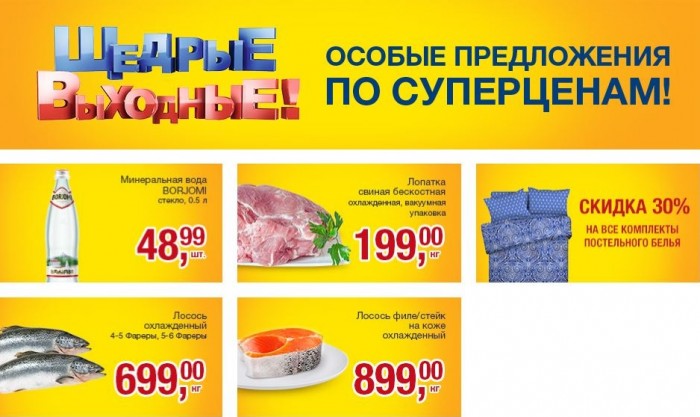 Щедрые
Выходные!
ОСОБЫЕ ПРЕДЛОЖЕНИЯ
ПО СУПЕРЦЕНАМ!
Минеральная вода
BORJOMI
стекло, 0.5 л
BORJOMI
48,99 шт.
Лопатка
свиная бескостная
охлажденная, вакуумная
упаковка
199,00 кг
СКИДКА 30%
НА ВСЕ КОМПЛЕКТЫ
ПОСТЕЛЬНОГО БЕЛЬЯ
Лосось
охлажденный
4-5 Фареры, 5-6 Фареры
699,00 кг
Лосось филе/стейк
на коже
охлажденный
899,00 кг